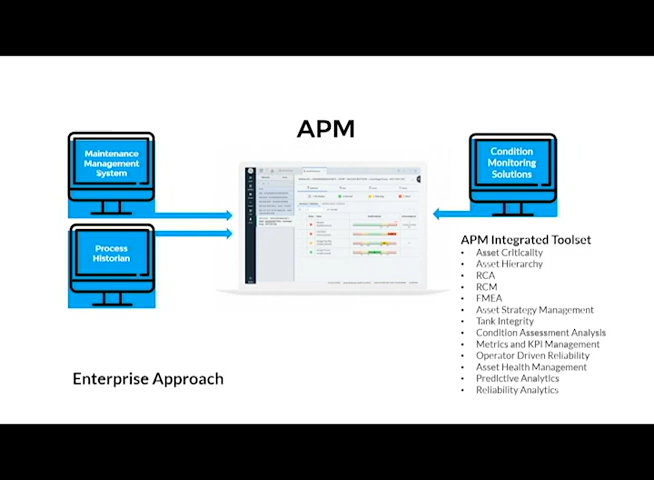 APM
Maintenance
Management
System
Process
Historian
Condition
Monitoring
Solutions
APM Integrated Toolset
• Asset Criticality
• Asset Hierarchy
• RCA
• RCM
• FMEA
• Asset Strategy Management
• Tank Integrity
• Condition Assessment Analysis
• Metrics and KPI Management
• Operator Driven Reliability
• Asset Health Management
• Predictive Analytics
• Reliability Analytics
Enterprise Approach